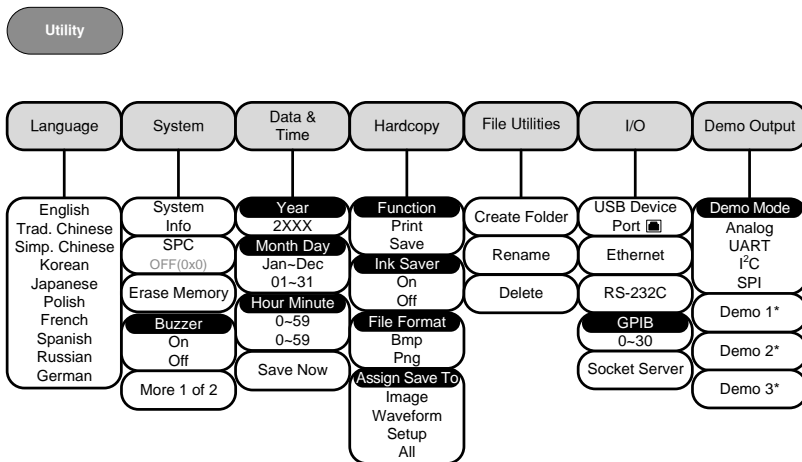 Utility
Language
System
Data &
Time
Hardcopy
File Utilities
I/O
Demo Output
English
Trad. Chinese
Simp. Chinese
Korean
Japanese
Polish
French
Spanish
Russian
German
System
Info
SPC
OFF(0x0)
Erase Memory
Buzzer
On
Off
More 1 of 2
Year
2XXX
Month Day
Jan~Dec
01~31
Hour Minute
0~59
0~59
Save Now
Function
Print
Save
Ink Saver
On
Off
File Format
Bmp
Png
Assign Save To
Image
Waveform
Setup
All
Create Folder
Rename
Delete
USB Device
Port
Ethernet
RS-232C
GPIB
0~30
Socket Server
Demo Mode
Analog
UART
I²C
SPI
Demo 1*
Demo 2*
Demo 3*